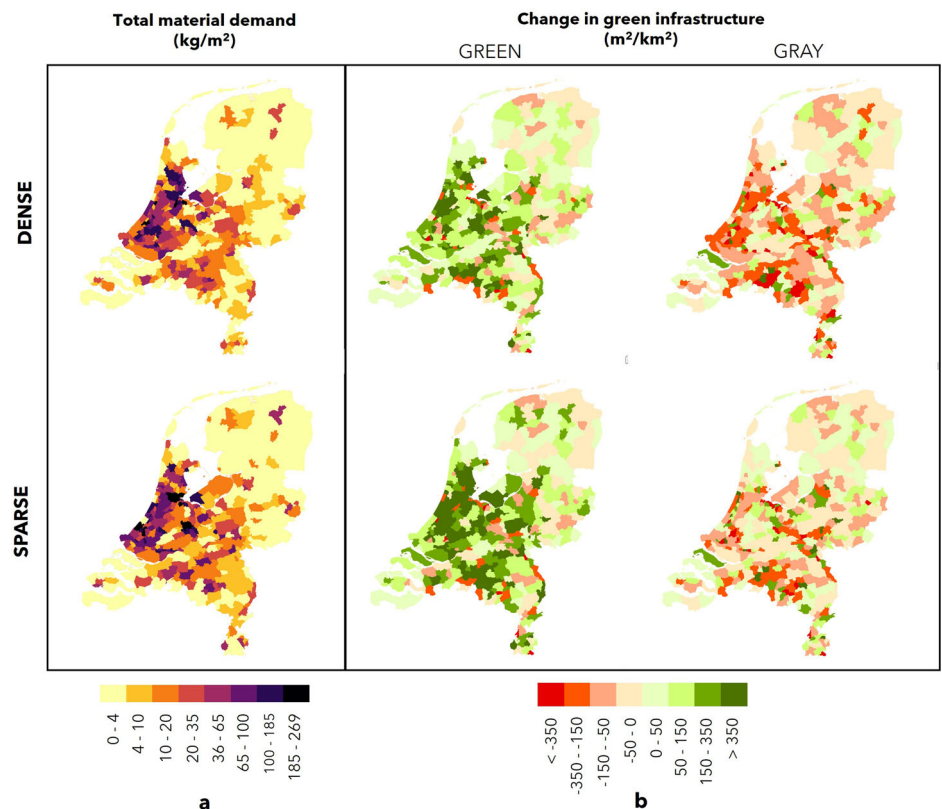 Total material demand
(kg/m²)
Change in green infrastructure
(m²/km²)
GREEN
GRAY
DENSE
SPARSE
0 - 4
4 - 10
10 - 20
20 - 35
36 - 65
65 - 100
100 - 185
185 - 269
< -350
-350 - -150
-150 - -50
-50 - 0
0 - 50
50 - 150
150 - 350
> 350
a
b